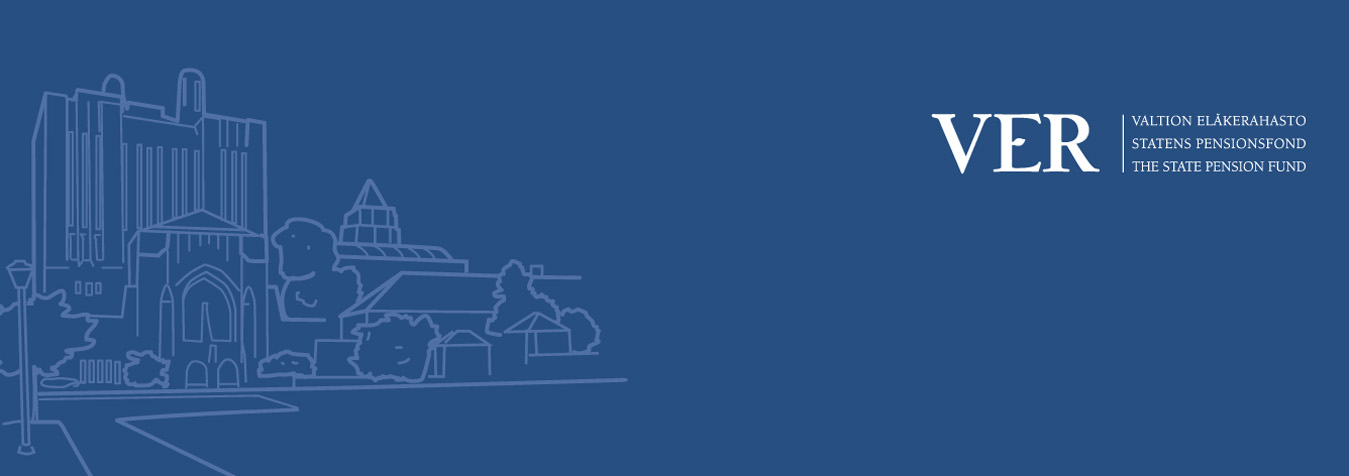 VER
VALTION ELÄKERAHASTO
STATENS PENSIONSFOND
THE STATE PENSION FUND